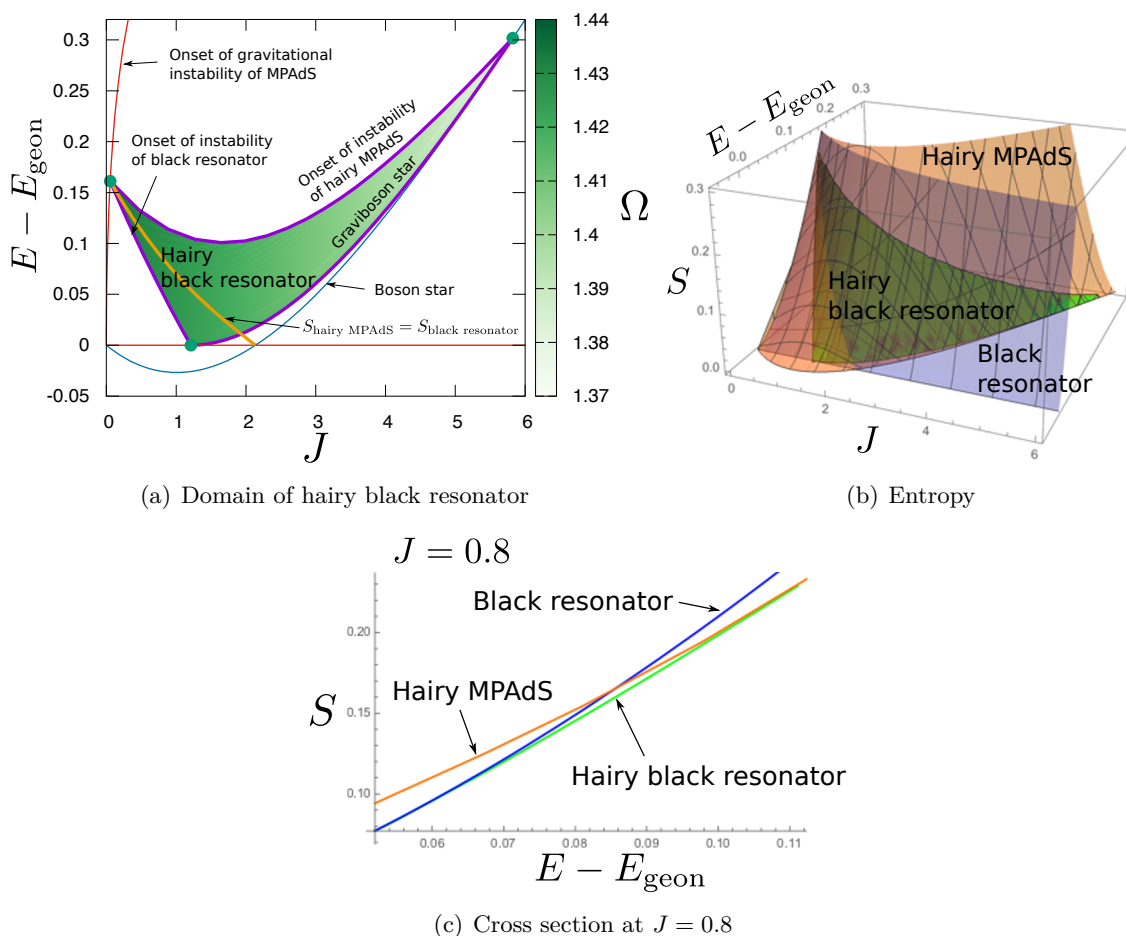 0.3
0.25
0.2
0.15
0.1
0.05
0
-0.05
E − E_geon
Onset of gravitational
instability of MPAdS
Onset of instability
of black resonator
Onset of instability
of hairy MPAdS
Graviboson star
Hairy
black resonator
Boson star
S_hairy MPAdS = S_black resonator
0 1 2 3 4 5 6
J
1.44
1.43
1.42
1.41
1.4
1.39
1.38
1.37
Ω
(a) Domain of hairy black resonator
E − E_geon
0.0 0.1 0.2 0.3
Hairy MPAdS
0.3
0.2
0.1
0.0
S
Hairy
black resonator
Black
resonator
0 2 4 6
J
(b) Entropy
J = 0.8
Black resonator
0.20
Hairy MPAdS
S
0.15
Hairy black resonator
0.10
0.06 0.07 0.08 0.09 0.10 0.11
E − E_geon
(c) Cross section at J = 0.8